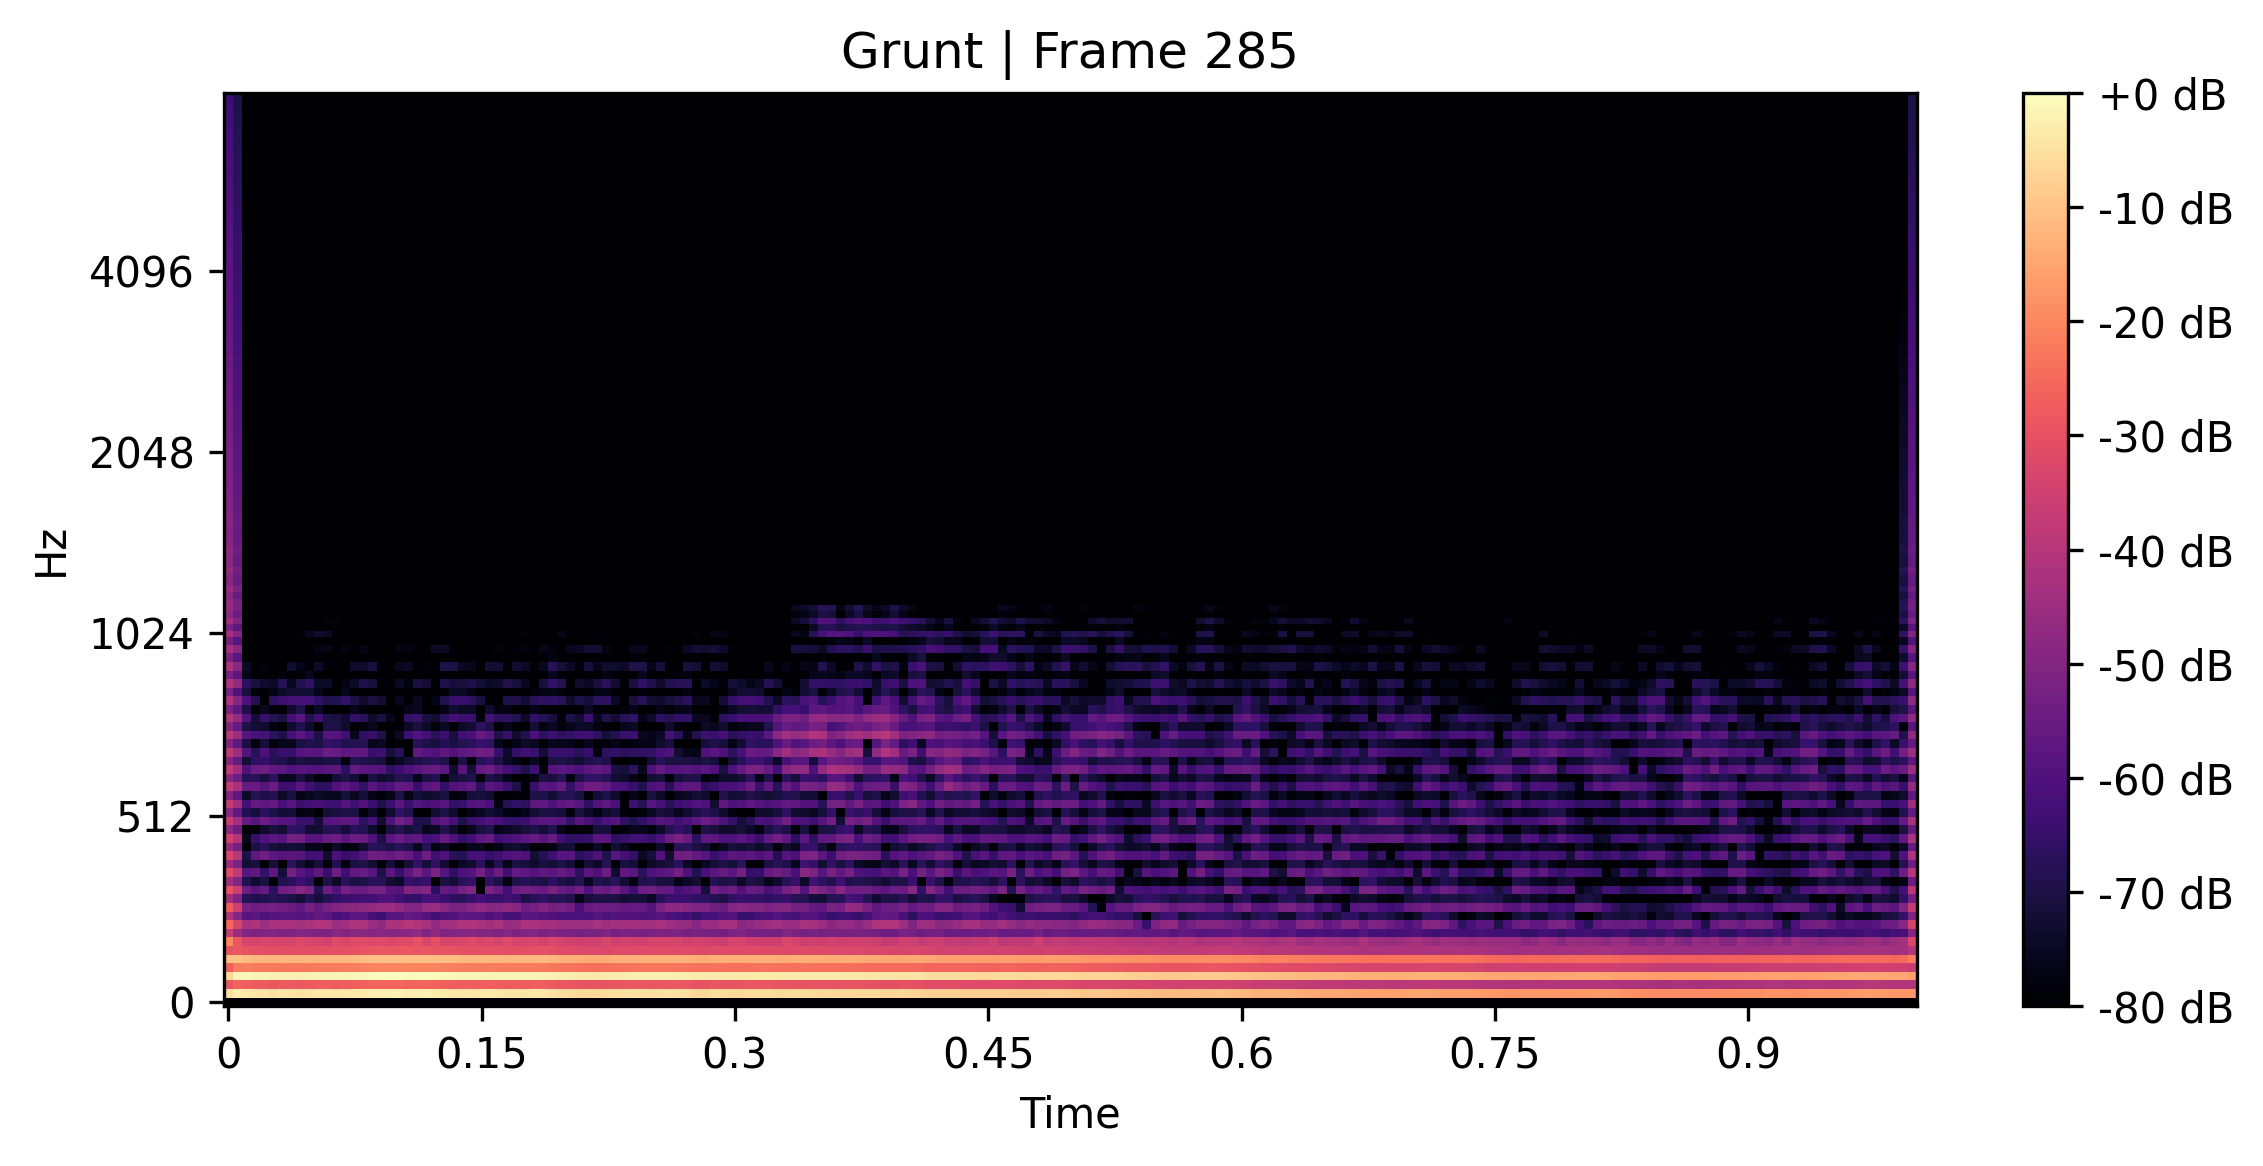 Grunt | Frame 285
+0 dB
-10 dB
-20 dB
-30 dB
-40 dB
-50 dB
-60 dB
-70 dB
-80 dB
Hz
4096
2048
1024
512
0
0 0.15 0.3 0.45 0.6 0.75 0.9
Time